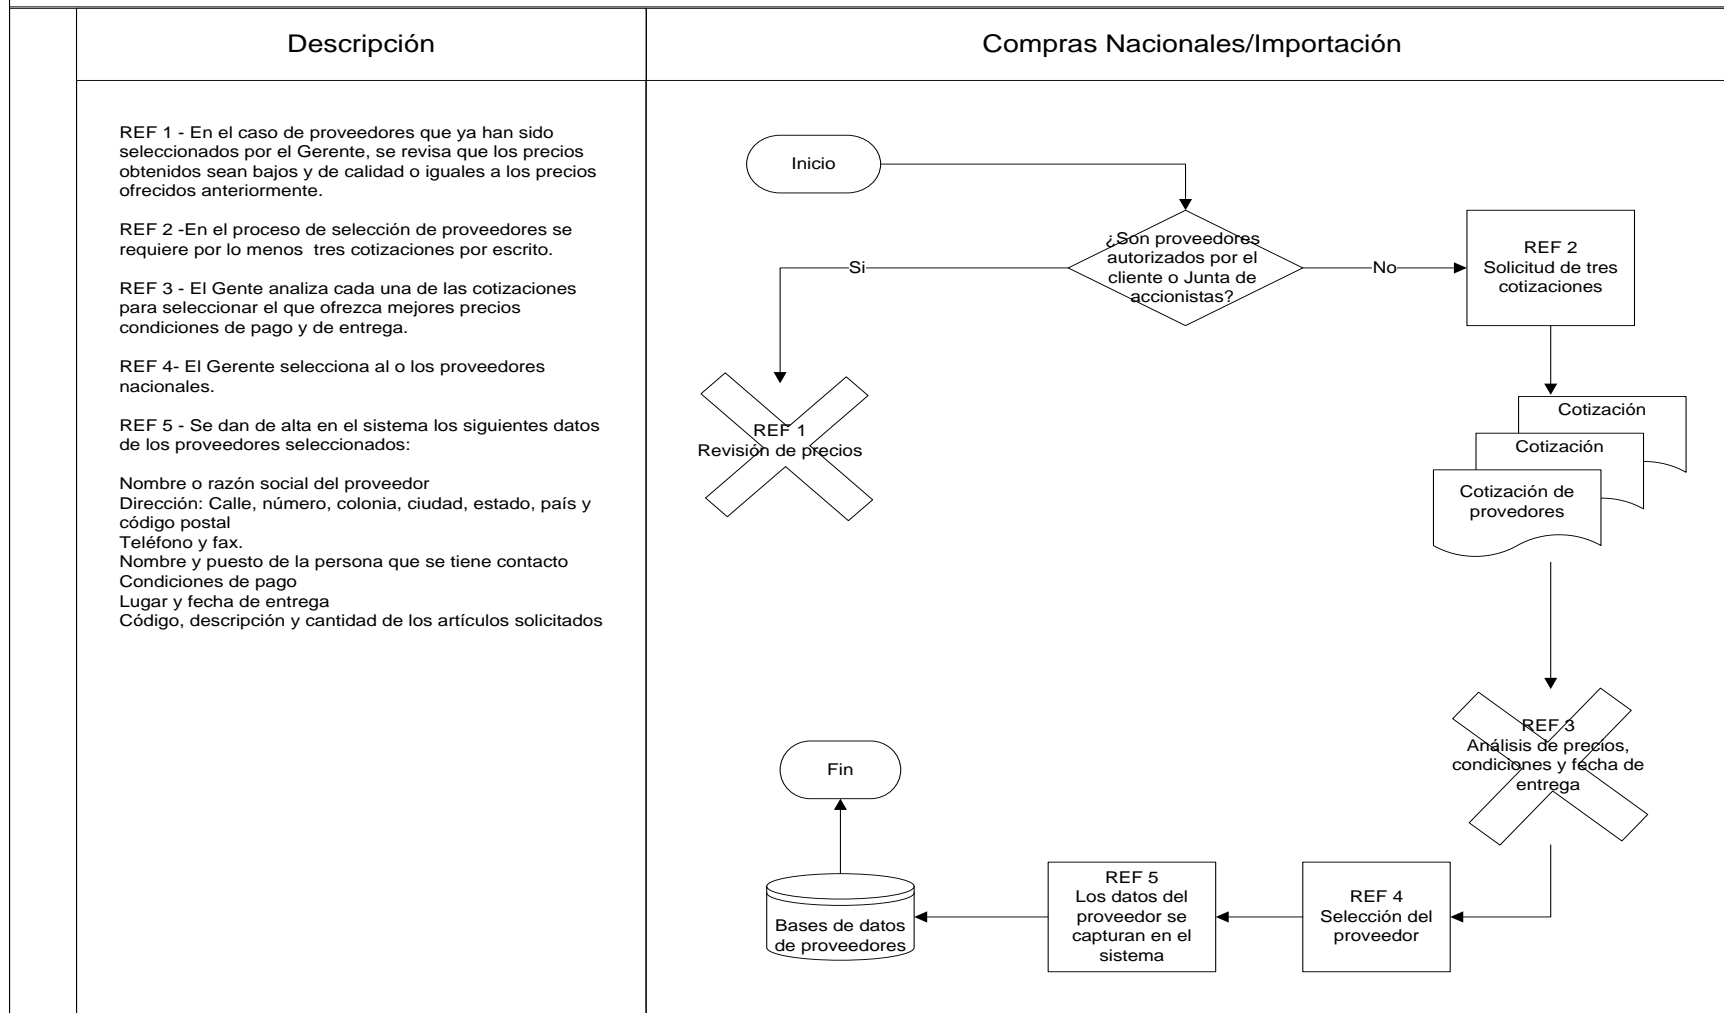 Descripción
Compras Nacionales/Importación
REF 1 - En el caso de proveedores que ya han sido
seleccionados por el Gerente, se revisa que los precios
obtenidos sean bajos y de calidad o iguales a los precios
ofrecidos anteriormente.
REF 2 -En el proceso de selección de proveedores se
requiere por lo menos tres cotizaciones por escrito.
REF 3 - El Gente analiza cada una de las cotizaciones
para seleccionar el que ofrezca mejores precios
condiciones de pago y de entrega.
REF 4- El Gerente selecciona al o los proveedores
nacionales.
REF 5 - Se dan de alta en el sistema los siguientes datos
de los proveedores seleccionados:
Nombre o razón social del proveedor
Dirección: Calle, número, colonia, ciudad, estado, país y
código postal
Teléfono y fax.
Nombre y puesto de la persona que se tiene contacto
Condiciones de pago
Lugar y fecha de entrega
Código, descripción y cantidad de los artículos solicitados
Inicio
¿Son proveedores
autorizados por el
cliente o Junta de
accionistas?
Si
No
REF 2
Solicitud de tres
cotizaciones
REF 1
Revisión de precios
Cotización
Cotización
Cotización de
provedores
REF 3
Análisis de precios,
condiciones y fecha de
entrega
REF 4
Selección del
proveedor
REF 5
Los datos del
proveedor se
capturan en el
sistema
Bases de datos
de proveedores
Fin